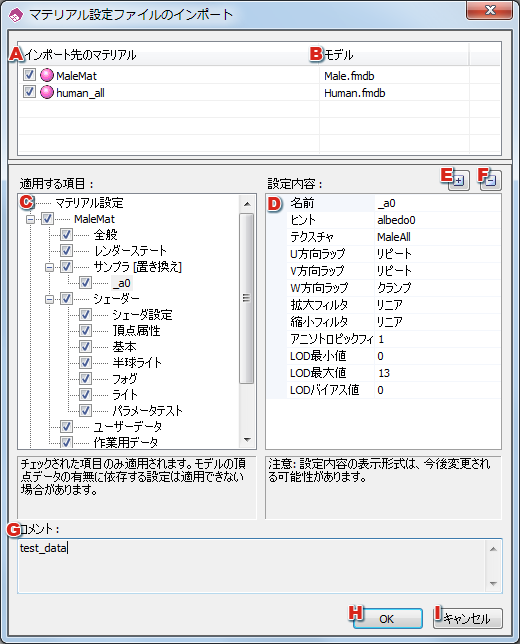 マテリアル設定ファイルのインポート
A インポート先のマテリアル B モデル
MaleMat Male.fmdb
human_all Human.fmdb
適用する項目：
設定内容： E F
C マテリアル設定
MaleMat
全般
レンダーステート
サンプラ [置き換え]
_a0
シェーダー
シェーダ設定
頂点属性
基本
半球ライト
フォグ
ライト
パラメータテスト
ユーザーデータ
作業用データ
D 名前 _a0
ヒント albedo0
テクスチャ MaleAll
U方向ラップ リピート
V方向ラップ リピート
W方向ラップ クランプ
拡大フィルタ リニア
縮小フィルタ リニア
アニソトロピックフィ 1
LOD最小値 0
LOD最大値 13
LODバイアス値 0
チェックされた項目のみ適用されます。モデルの頂
点データの有無に依存する設定は適用できない
場合があります。
注意: 設定内容の表示形式は、今後変更され
る可能性があります。
G コメント：
test_data
H OK I キャンセル